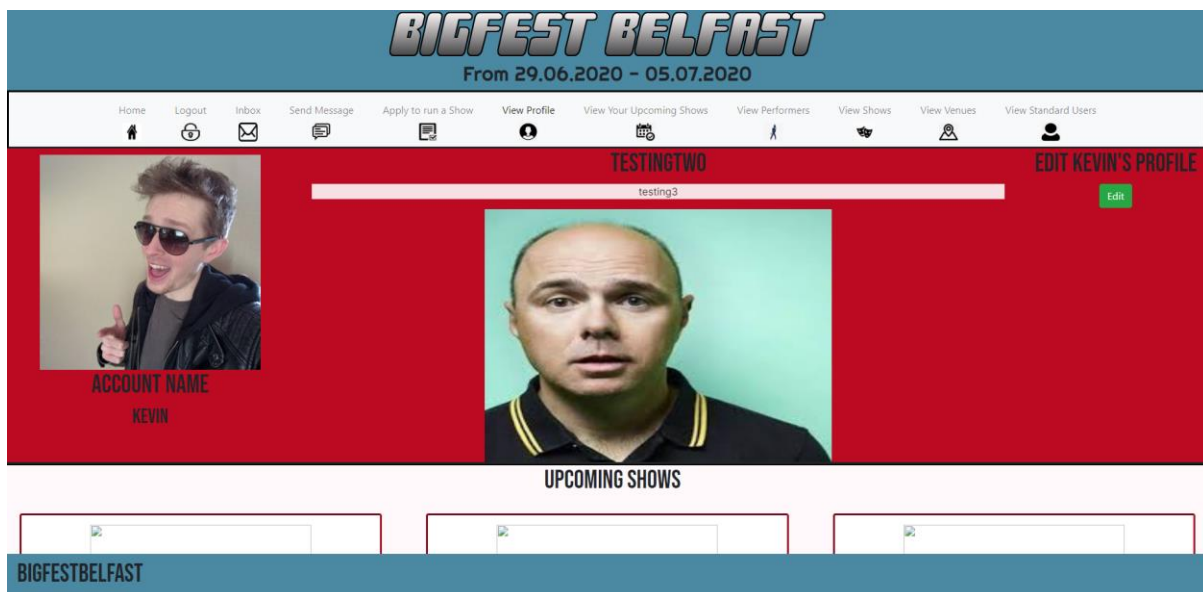 BIGFEST BELFAST
From 29.06.2020 - 05.07.2020
Home Logout Inbox Send Message Apply to run a Show View Profile View Your Upcoming Shows View Performers View Shows View Venues View Standard Users
TESTINGTWO
EDIT KEVIN'S PROFILE
testing3
Edit
ACCOUNT NAME
KEVIN
UPCOMING SHOWS
BIGFESTBELFAST